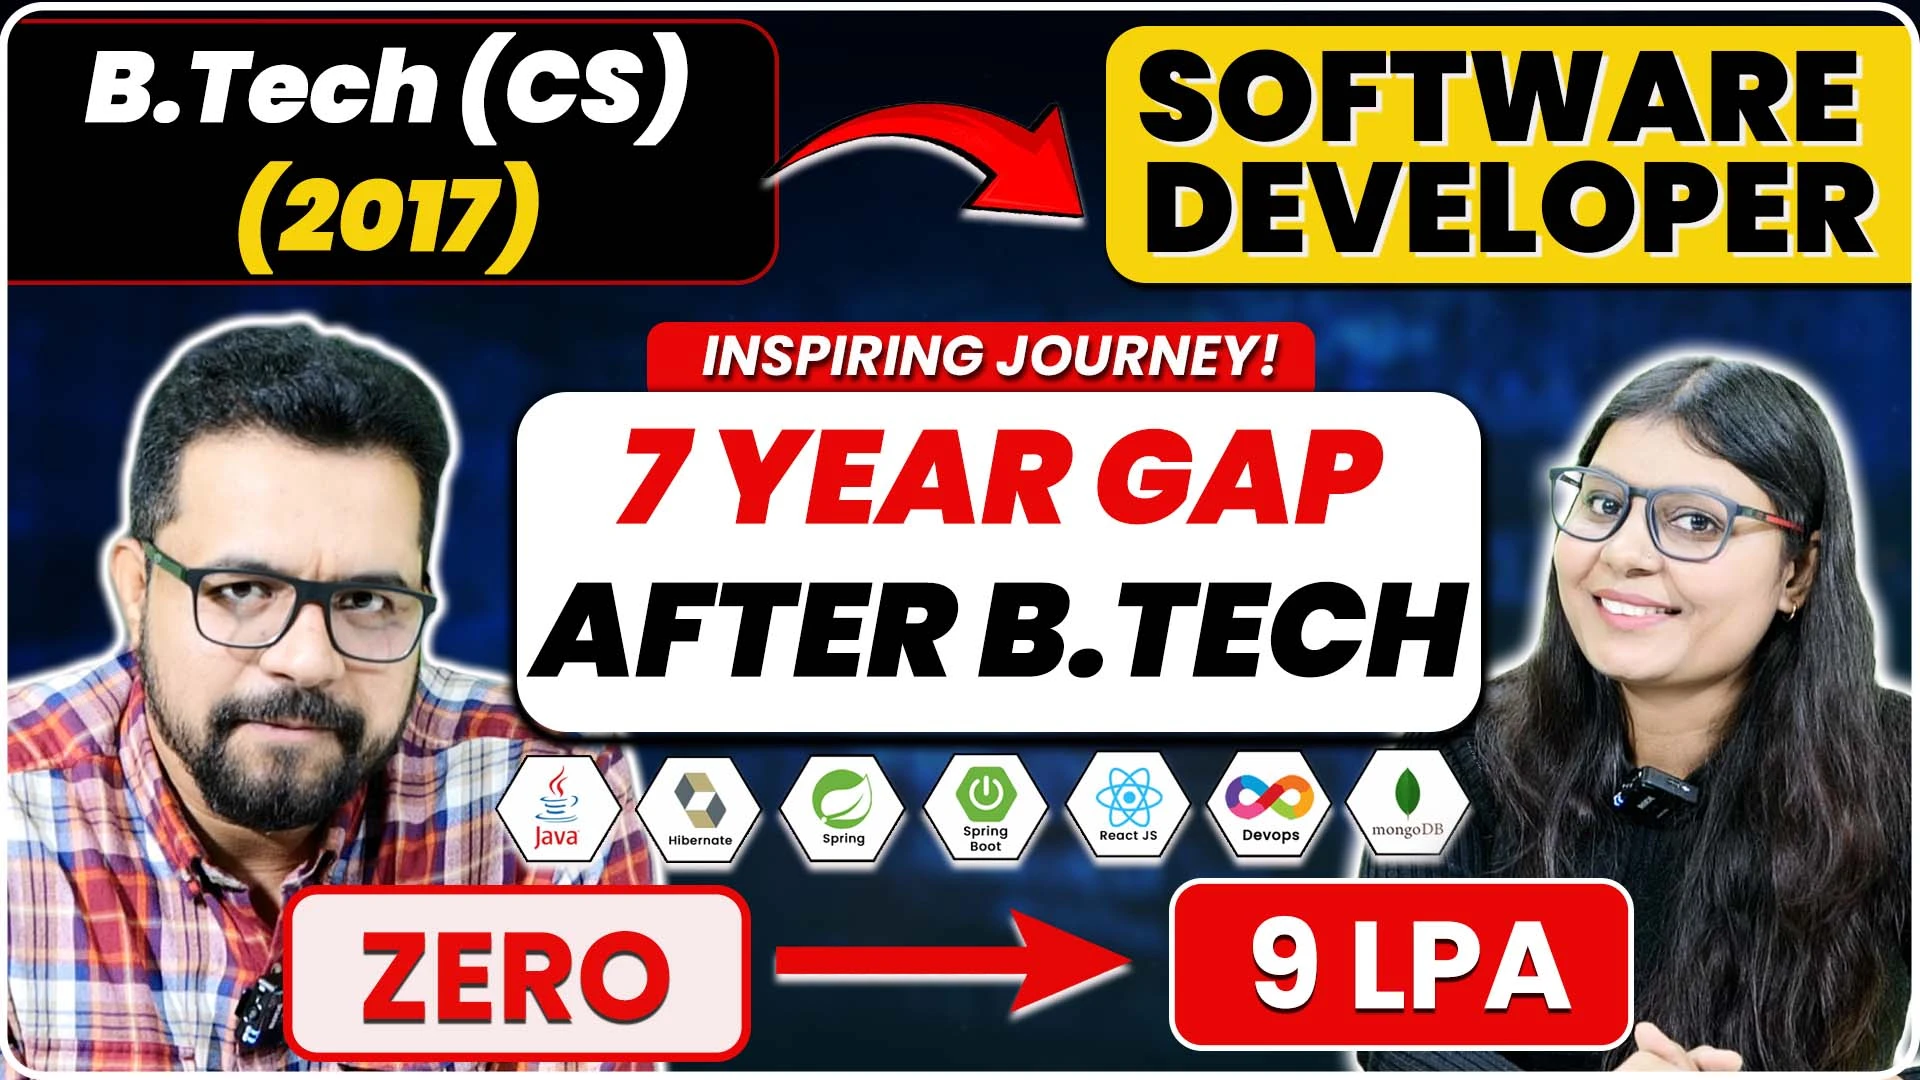 B.Tech (CS)
(2017)
SOFTWARE
DEVELOPER
INSPIRING JOURNEY!
7 YEAR GAP
AFTER B.TECH
Java
Hibernate
Spring
Spring
Boot
React JS
Devops
mongoDB
ZERO
9 LPA